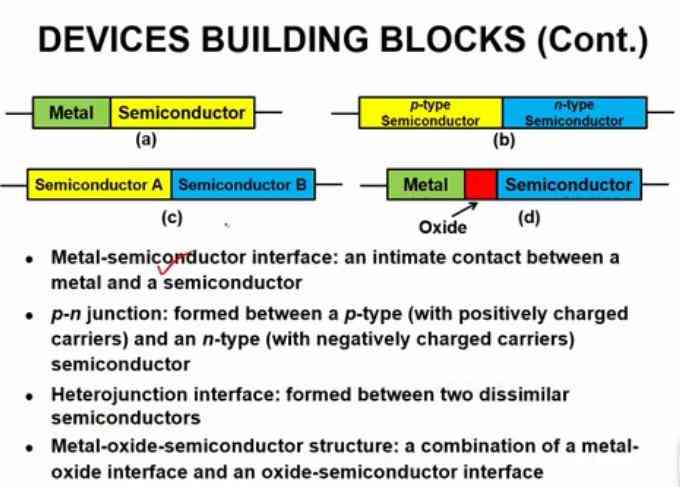 DEVICES BUILDING BLOCKS (Cont.)
Metal Semiconductor
(a)
p-type Semiconductor n-type Semiconductor
(b)
Semiconductor A Semiconductor B
(c)
Metal Semiconductor
Oxide
(d)
• Metal-semiconductor interface: an intimate contact between a
metal and a semiconductor
• p-n junction: formed between a p-type (with positively charged
carriers) and an n-type (with negatively charged carriers)
semiconductor
• Heterojunction interface: formed between two dissimilar
semiconductors
• Metal-oxide-semiconductor structure: a combination of a metal-
oxide interface and an oxide-semiconductor interface